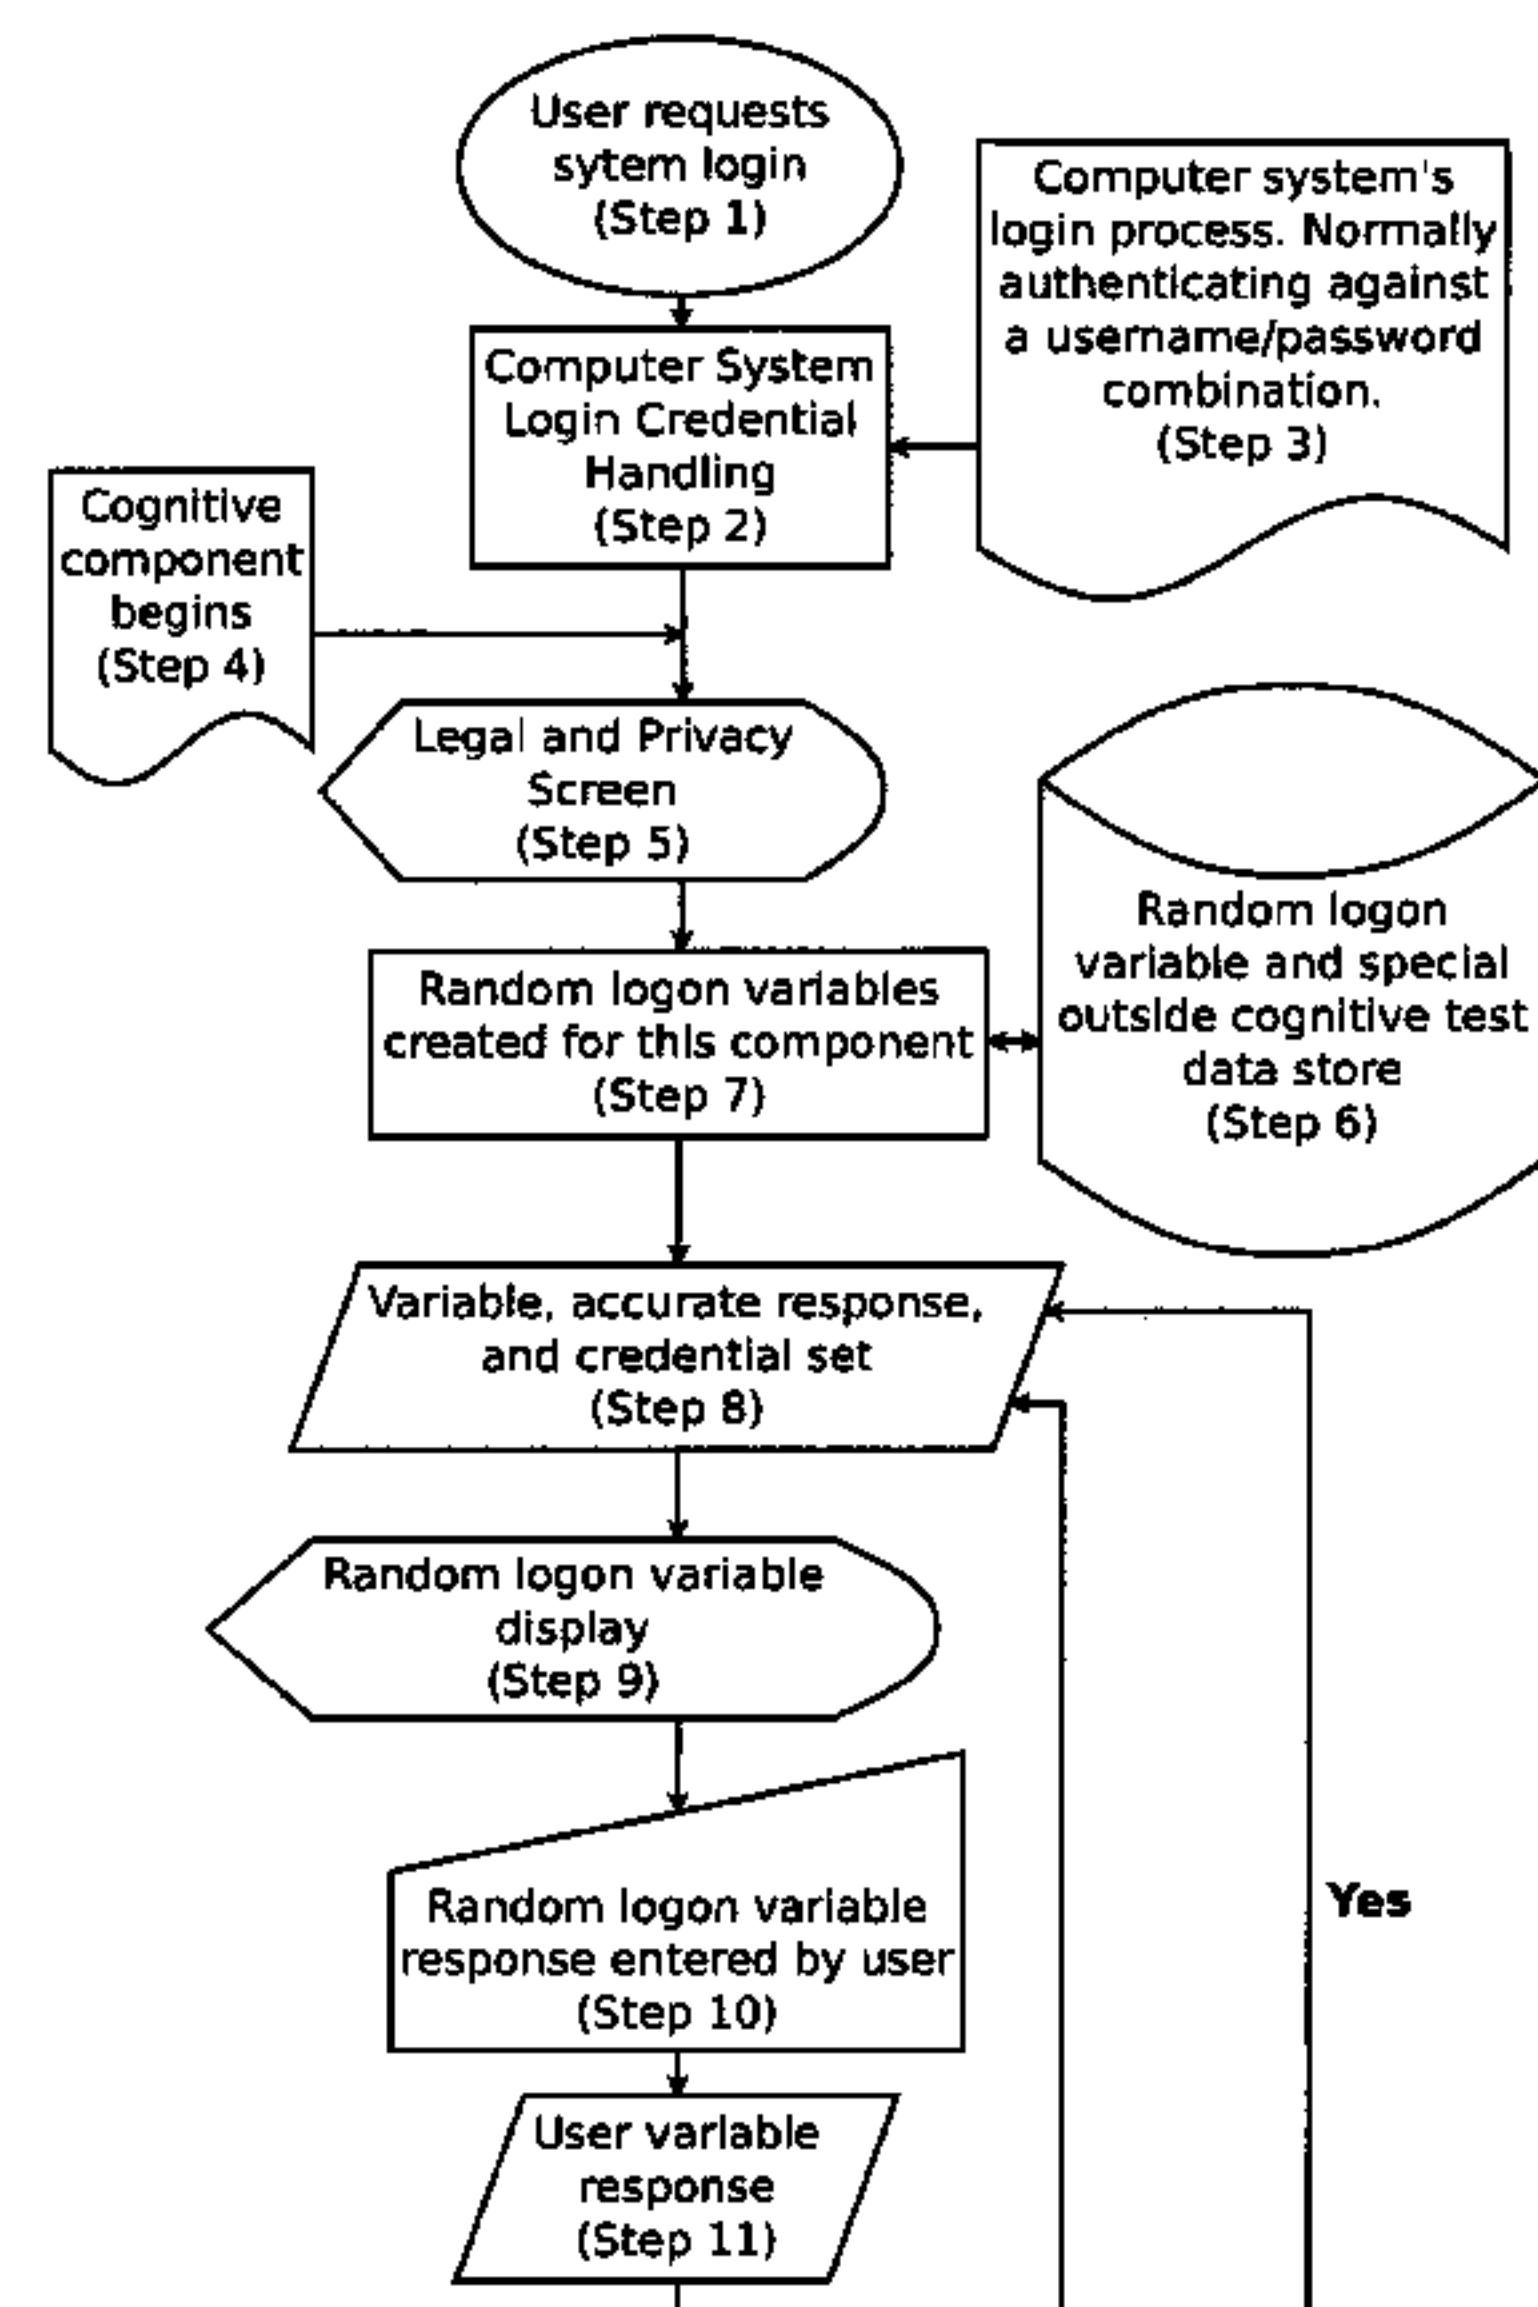 User requests
sytem login
(Step 1)
Computer system's
login process. Normally
authenticating against
a username/password
combination.
(Step 3)
Computer System
Login Credential
Handling
(Step 2)
Cognitive
component
begins
(Step 4)
Legal and Privacy
Screen
(Step 5)
Random logon
variable and special
outside cognitive test
data store
(Step 6)
Random logon variables
created for this component
(Step 7)
Variable, accurate response,
and credential set
(Step 8)
Random logon variable
display
(Step 9)
Yes
Random logon variable
response entered by user
(Step 10)
User variable
response
(Step 11)